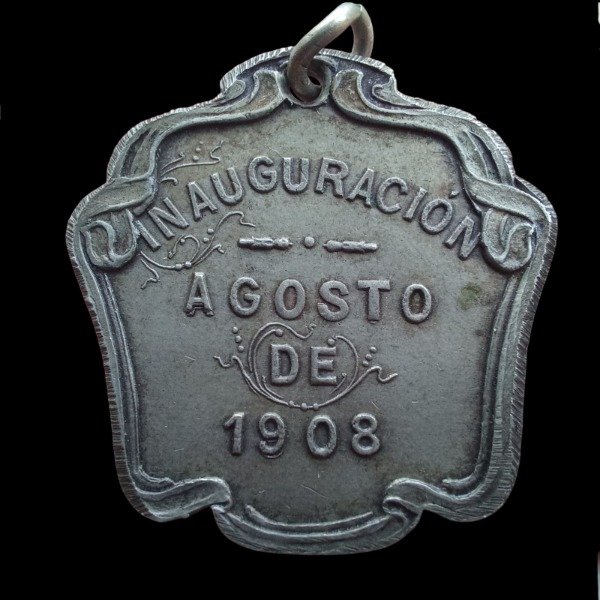 INAUGURACIÓN
AGOSTO
DE
1908